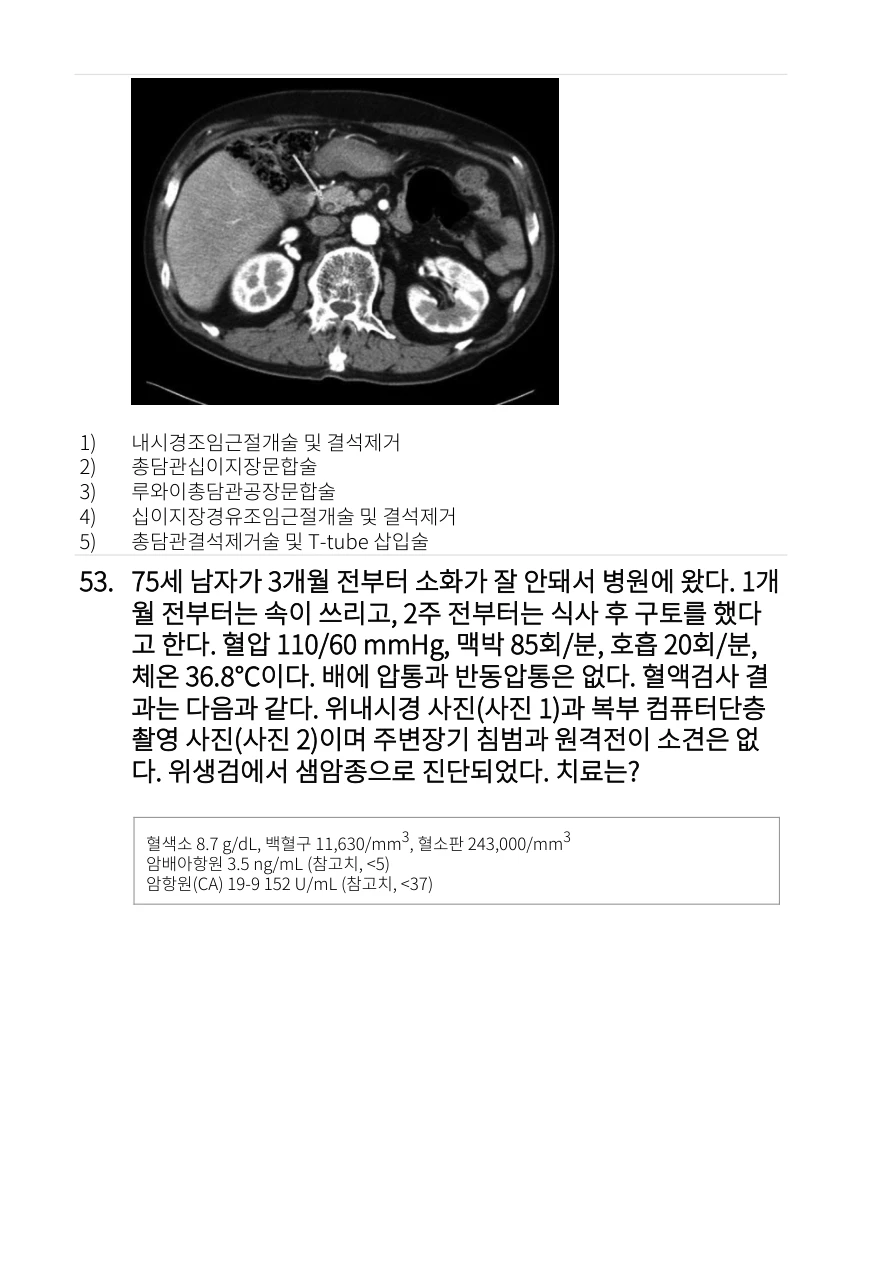 1) 내시경조임근절개술 및 결석제거
2) 총담관십이지장문합술
3) 루와이총담관공장문합술
4) 십이지장경유조임근절개술 및 결석제거
5) 총담관결석제거술 및 T-tube 삽입술
53. 75세 남자가 3개월 전부터 소화가 잘 안돼서 병원에 왔다. 1개
월 전부터는 속이 쓰리고, 2주 전부터는 식사 후 구토를 했다
고 한다. 혈압 110/60 mmHg, 맥박 85회/분, 호흡 20회/분,
체온 36.8°C이다. 배에 압통과 반동압통은 없다. 혈액검사 결
과는 다음과 같다. 위내시경 사진(사진 1)과 복부 컴퓨터단층
촬영 사진(사진 2)이며 주변장기 침범과 원격전이 소견은 없
다. 위생검에서 샘암종으로 진단되었다. 치료는?
혈색소 8.7 g/dL, 백혈구 11,630/mm3, 혈소판 243,000/mm3
암배아항원 3.5 ng/mL (참고치, <5)
암항원(CA) 19-9 152 U/mL (참고치, <37)